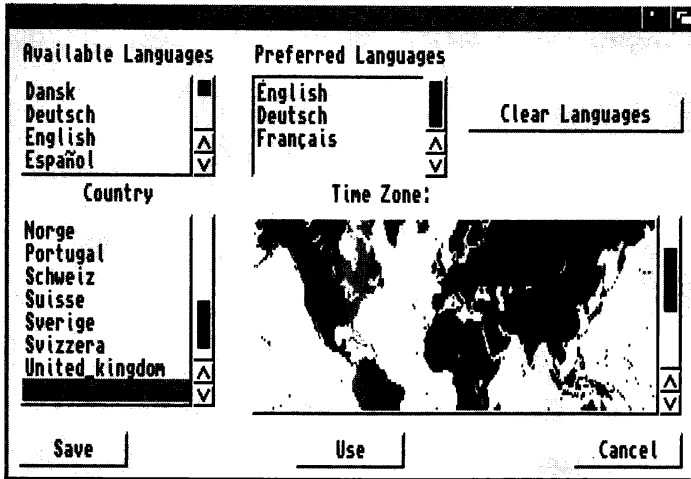 Available Languages
Dansk
Deutsch
English
Español
Preferred Languages
English
Deutsch
Français
Clear Languages
Country
Norge
Portugal
Schweiz
Suisse
Sverige
Svizzera
United_kingdom
Time Zone:
Save
Use
Cancel